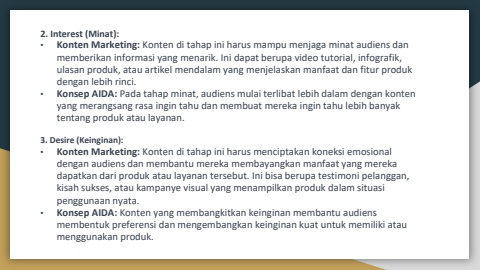 2. Interest (Minat):
• Konten Marketing: Konten di tahap ini harus mampu menjaga minat audiens dan
memberikan informasi yang menarik. Ini dapat berupa video tutorial, infografik,
ulasan produk, atau artikel mendalam yang menjelaskan manfaat dan fitur produk
dengan lebih rinci.
• Konsep AIDA: Pada tahap minat, audiens mulai terlibat lebih dalam dengan konten
yang merangsang rasa ingin tahu dan membuat mereka ingin tahu lebih banyak
tentang produk atau layanan.
3. Desire (Keinginan):
• Konten Marketing: Konten di tahap ini harus menciptakan koneksi emosional
dengan audiens dan membantu mereka membayangkan manfaat yang mereka
dapatkan dari produk atau layanan tersebut. Ini bisa berupa testimoni pelanggan,
kisah sukses, atau kampanye visual yang menampilkan produk dalam situasi
penggunaan nyata.
• Konsep AIDA: Konten yang membangkitkan keinginan membantu audiens
membentuk preferensi dan mengembangkan keinginan kuat untuk memiliki atau
menggunakan produk.